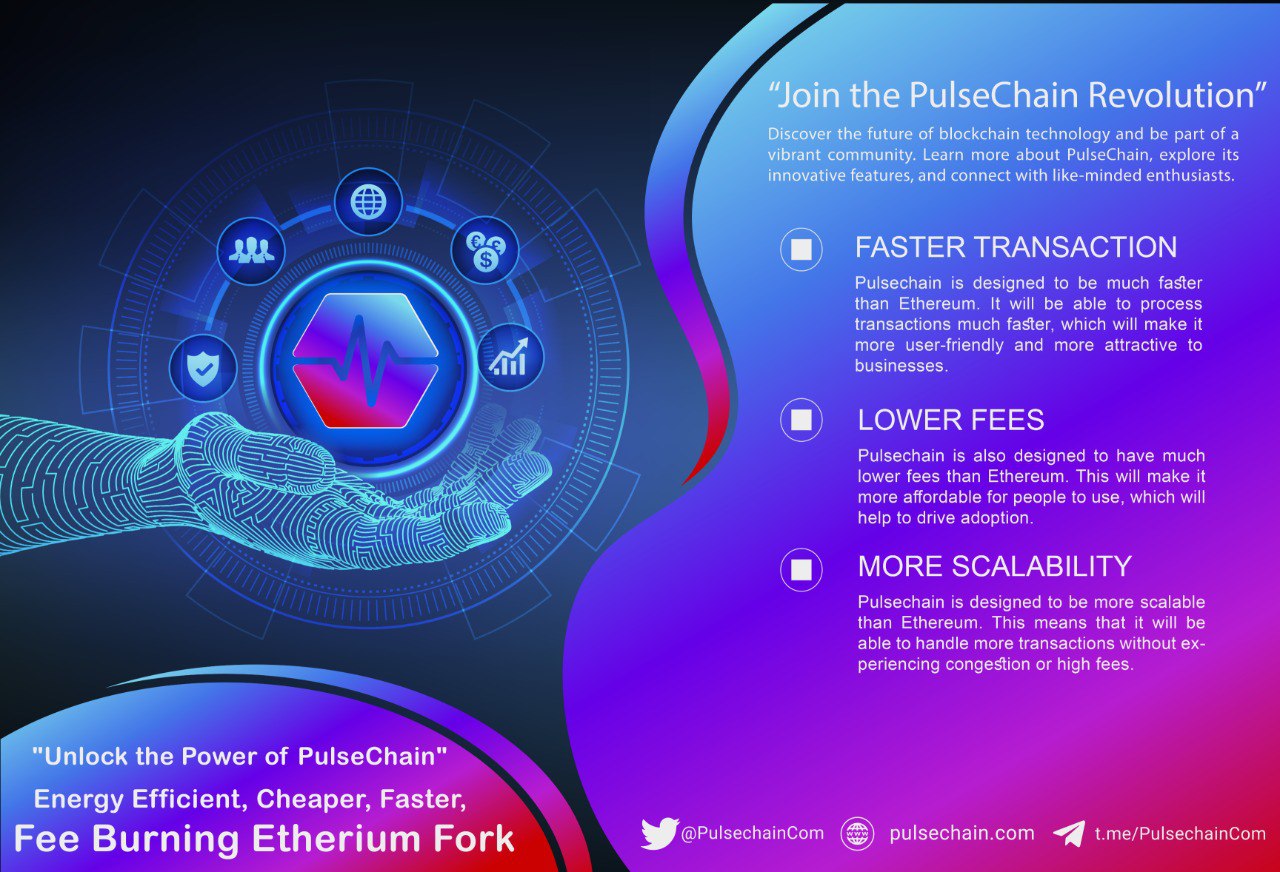 “Join the PulseChain Revolution”
Discover the future of blockchain technology and be part of a
vibrant community. Learn more about PulseChain, explore its
innovative features, and connect with like-minded enthusiasts.
FASTER TRANSACTION
Pulsechain is designed to be much faster
than Ethereum. It will be able to process
transactions much faster, which will make it
more user-friendly and more attractive to
businesses.
LOWER FEES
Pulsechain is also designed to have much
lower fees than Ethereum. This will make it
more affordable for people to use, which will
help to drive adoption.
MORE SCALABILITY
Pulsechain is designed to be more scalable
than Ethereum. This means that it will be
able to handle more transactions without ex-
periencing congestion or high fees.
"Unlock the Power of PulseChain"
Energy Efficient, Cheaper, Faster,
Fee Burning Etherium Fork
@PulsechainCom
pulsechain.com
t.me/PulsechainCom